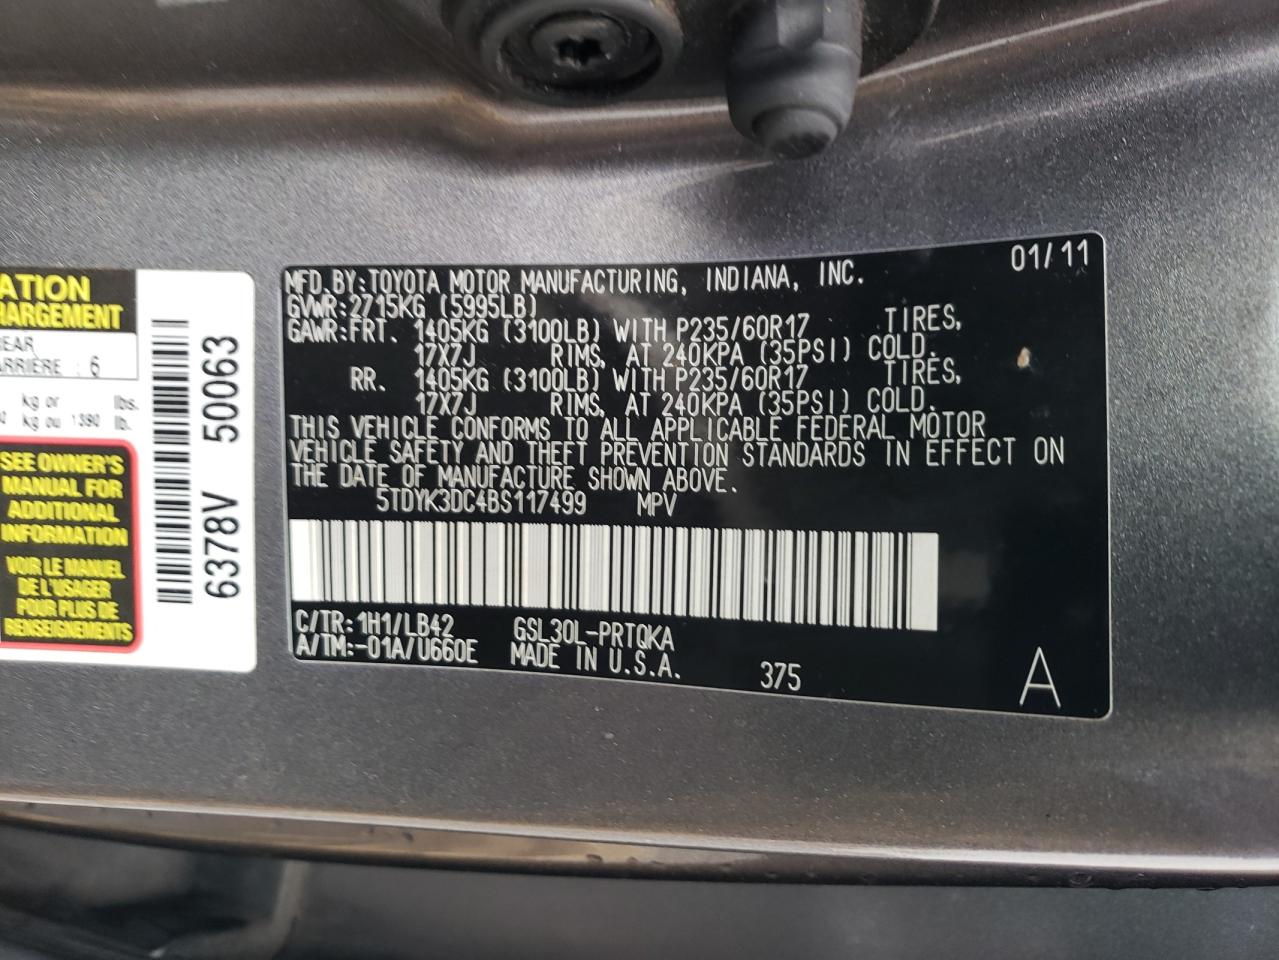 ATION
HARGEMENT
REAR
ARRIÈRE : 6
kg or lbs.
kg ou 1390 lb.
SEE OWNER'S
MANUAL FOR
ADDITIONAL
INFORMATION
VOIR LE MANUEL
DE L'USAGER
POUR PLUS DE
RENSEIGNEMENTS
6378V 50063
01/11
MFD.BY:TOYOTA MOTOR MANUFACTURING, INDIANA, INC.
GVWR:2715KG (5995LB)
GAWR:FRT. 1405KG (3100LB) WITH P235/60R17 TIRES,
17X7J RIMS, AT 240KPA (35PSI) COLD.
RR. 1405KG (3100LB) WITH P235/60R17 TIRES,
17X7J RIMS, AT 240KPA (35PSI) COLD.
THIS VEHICLE CONFORMS TO ALL APPLICABLE FEDERAL MOTOR
VEHICLE SAFETY AND THEFT PREVENTION STANDARDS IN EFFECT ON
THE DATE OF MANUFACTURE SHOWN ABOVE.
5TDYK3DC4BS117499 MPV
C/TR:1H1/LB42 GSL30L-PRTQKA
A/TM:-01A/U660E MADE IN U.S.A. 375
A